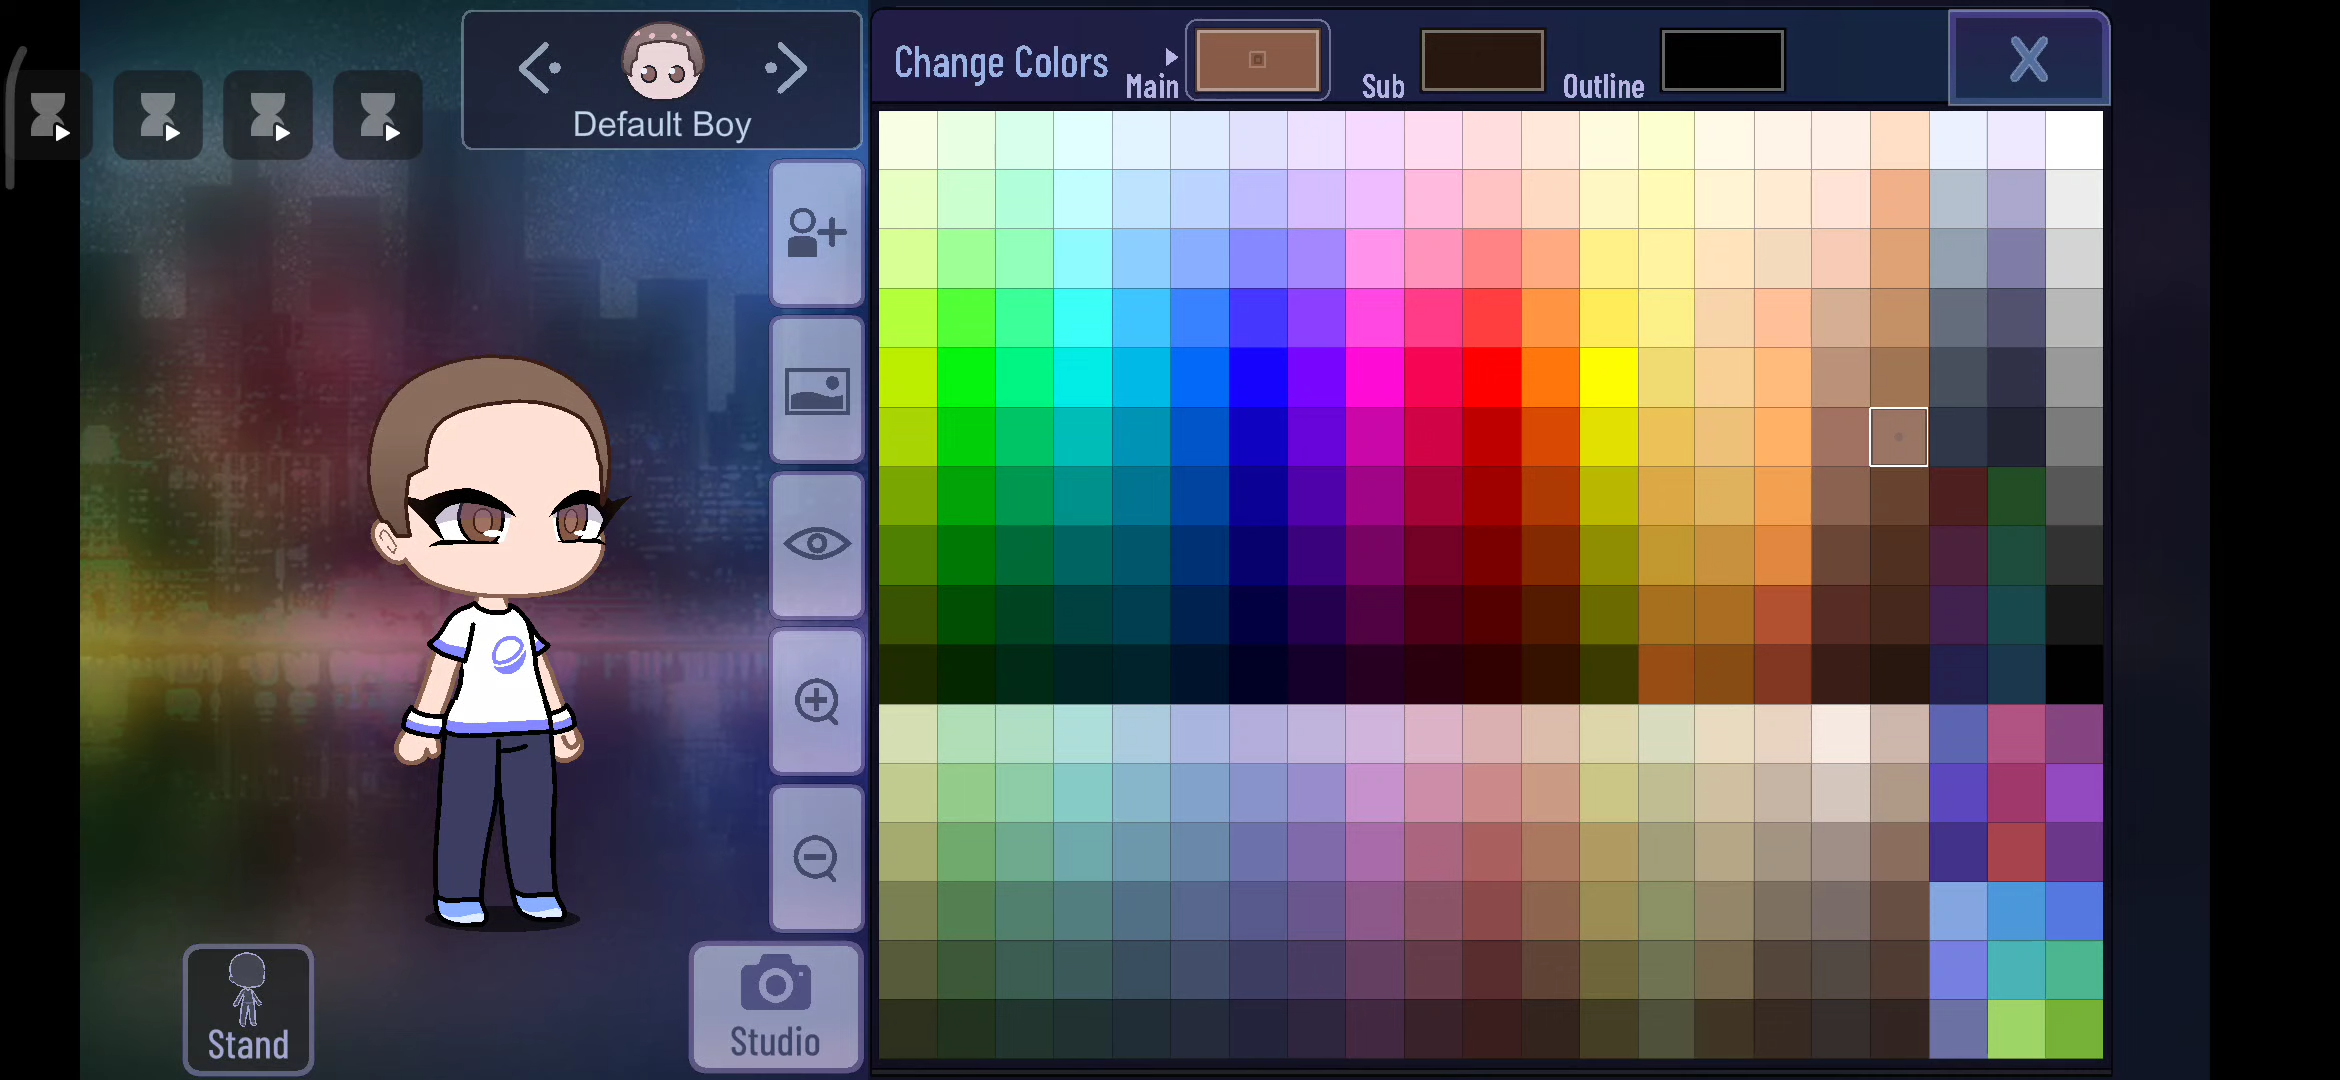 Default Boy
Change Colors
Main
Sub
Outline
X
Stand
Studio